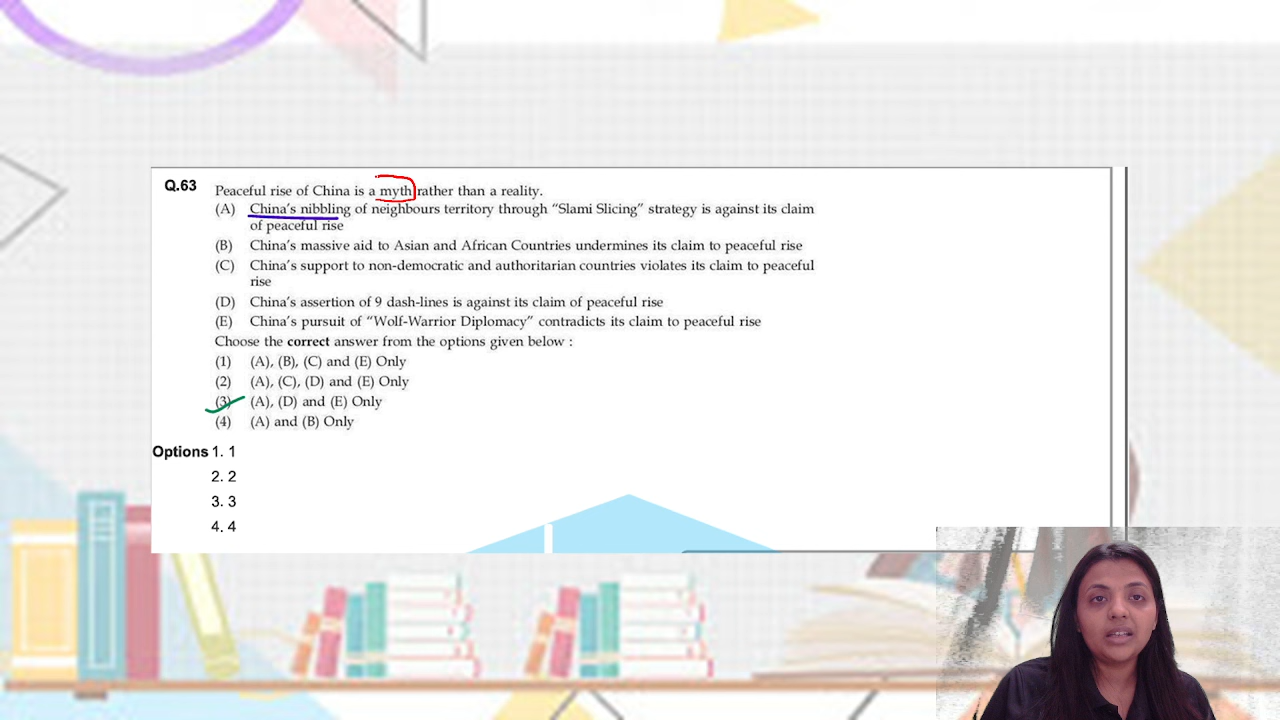 Q.63 Peaceful rise of China is a myth rather than a reality.
(A) China's nibbling of neighbours territory through "Slami Slicing" strategy is against its claim
of peaceful rise
(B) China's massive aid to Asian and African Countries undermines its claim to peaceful rise
(C) China's support to non-democratic and authoritarian countries violates its claim to peaceful
rise
(D) China's assertion of 9 dash-lines is against its claim of peaceful rise
(E) China's pursuit of "Wolf-Warrior Diplomacy" contradicts its claim to peaceful rise
Choose the correct answer from the options given below :
(1) (A), (B), (C) and (E) Only
(2) (A), (C), (D) and (E) Only
(3) (A), (D) and (E) Only
(4) (A) and (B) Only
Options 1. 1
2. 2
3. 3
4. 4